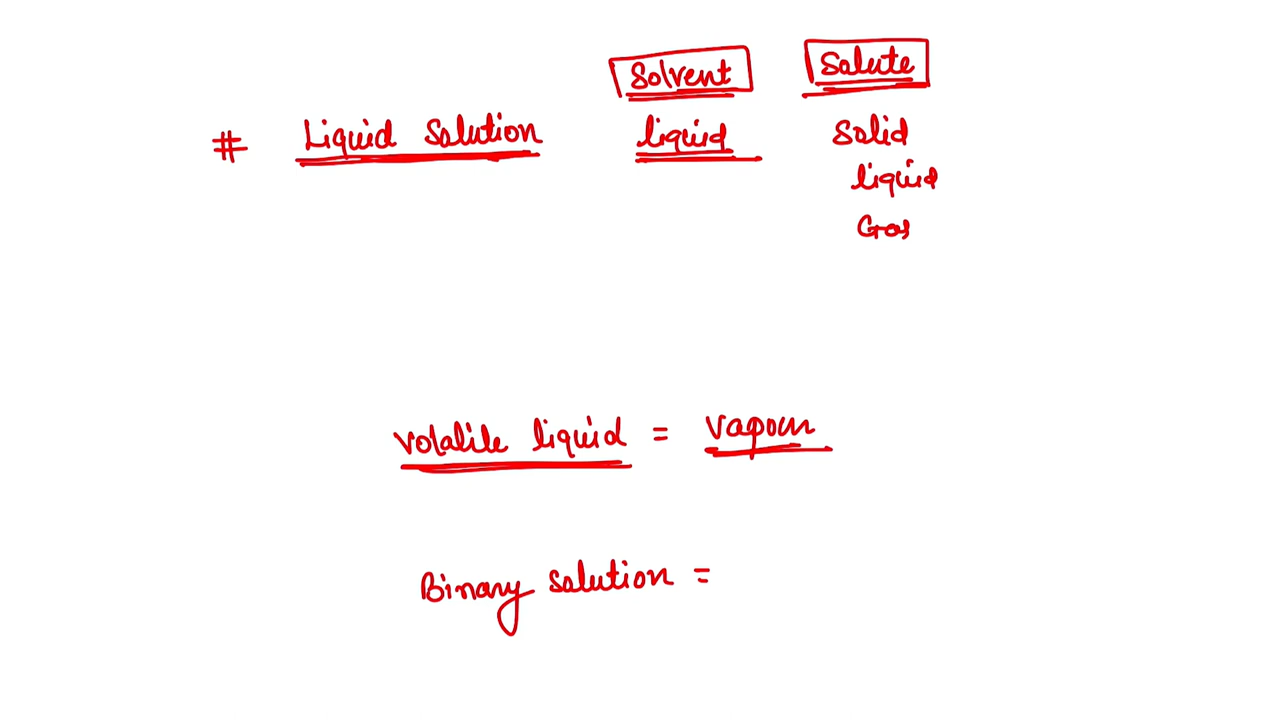 Solvent Solute
# Liquid Solution liquid Solid
liquid
Gas
Volatile liquid = Vapour
Binary solution =